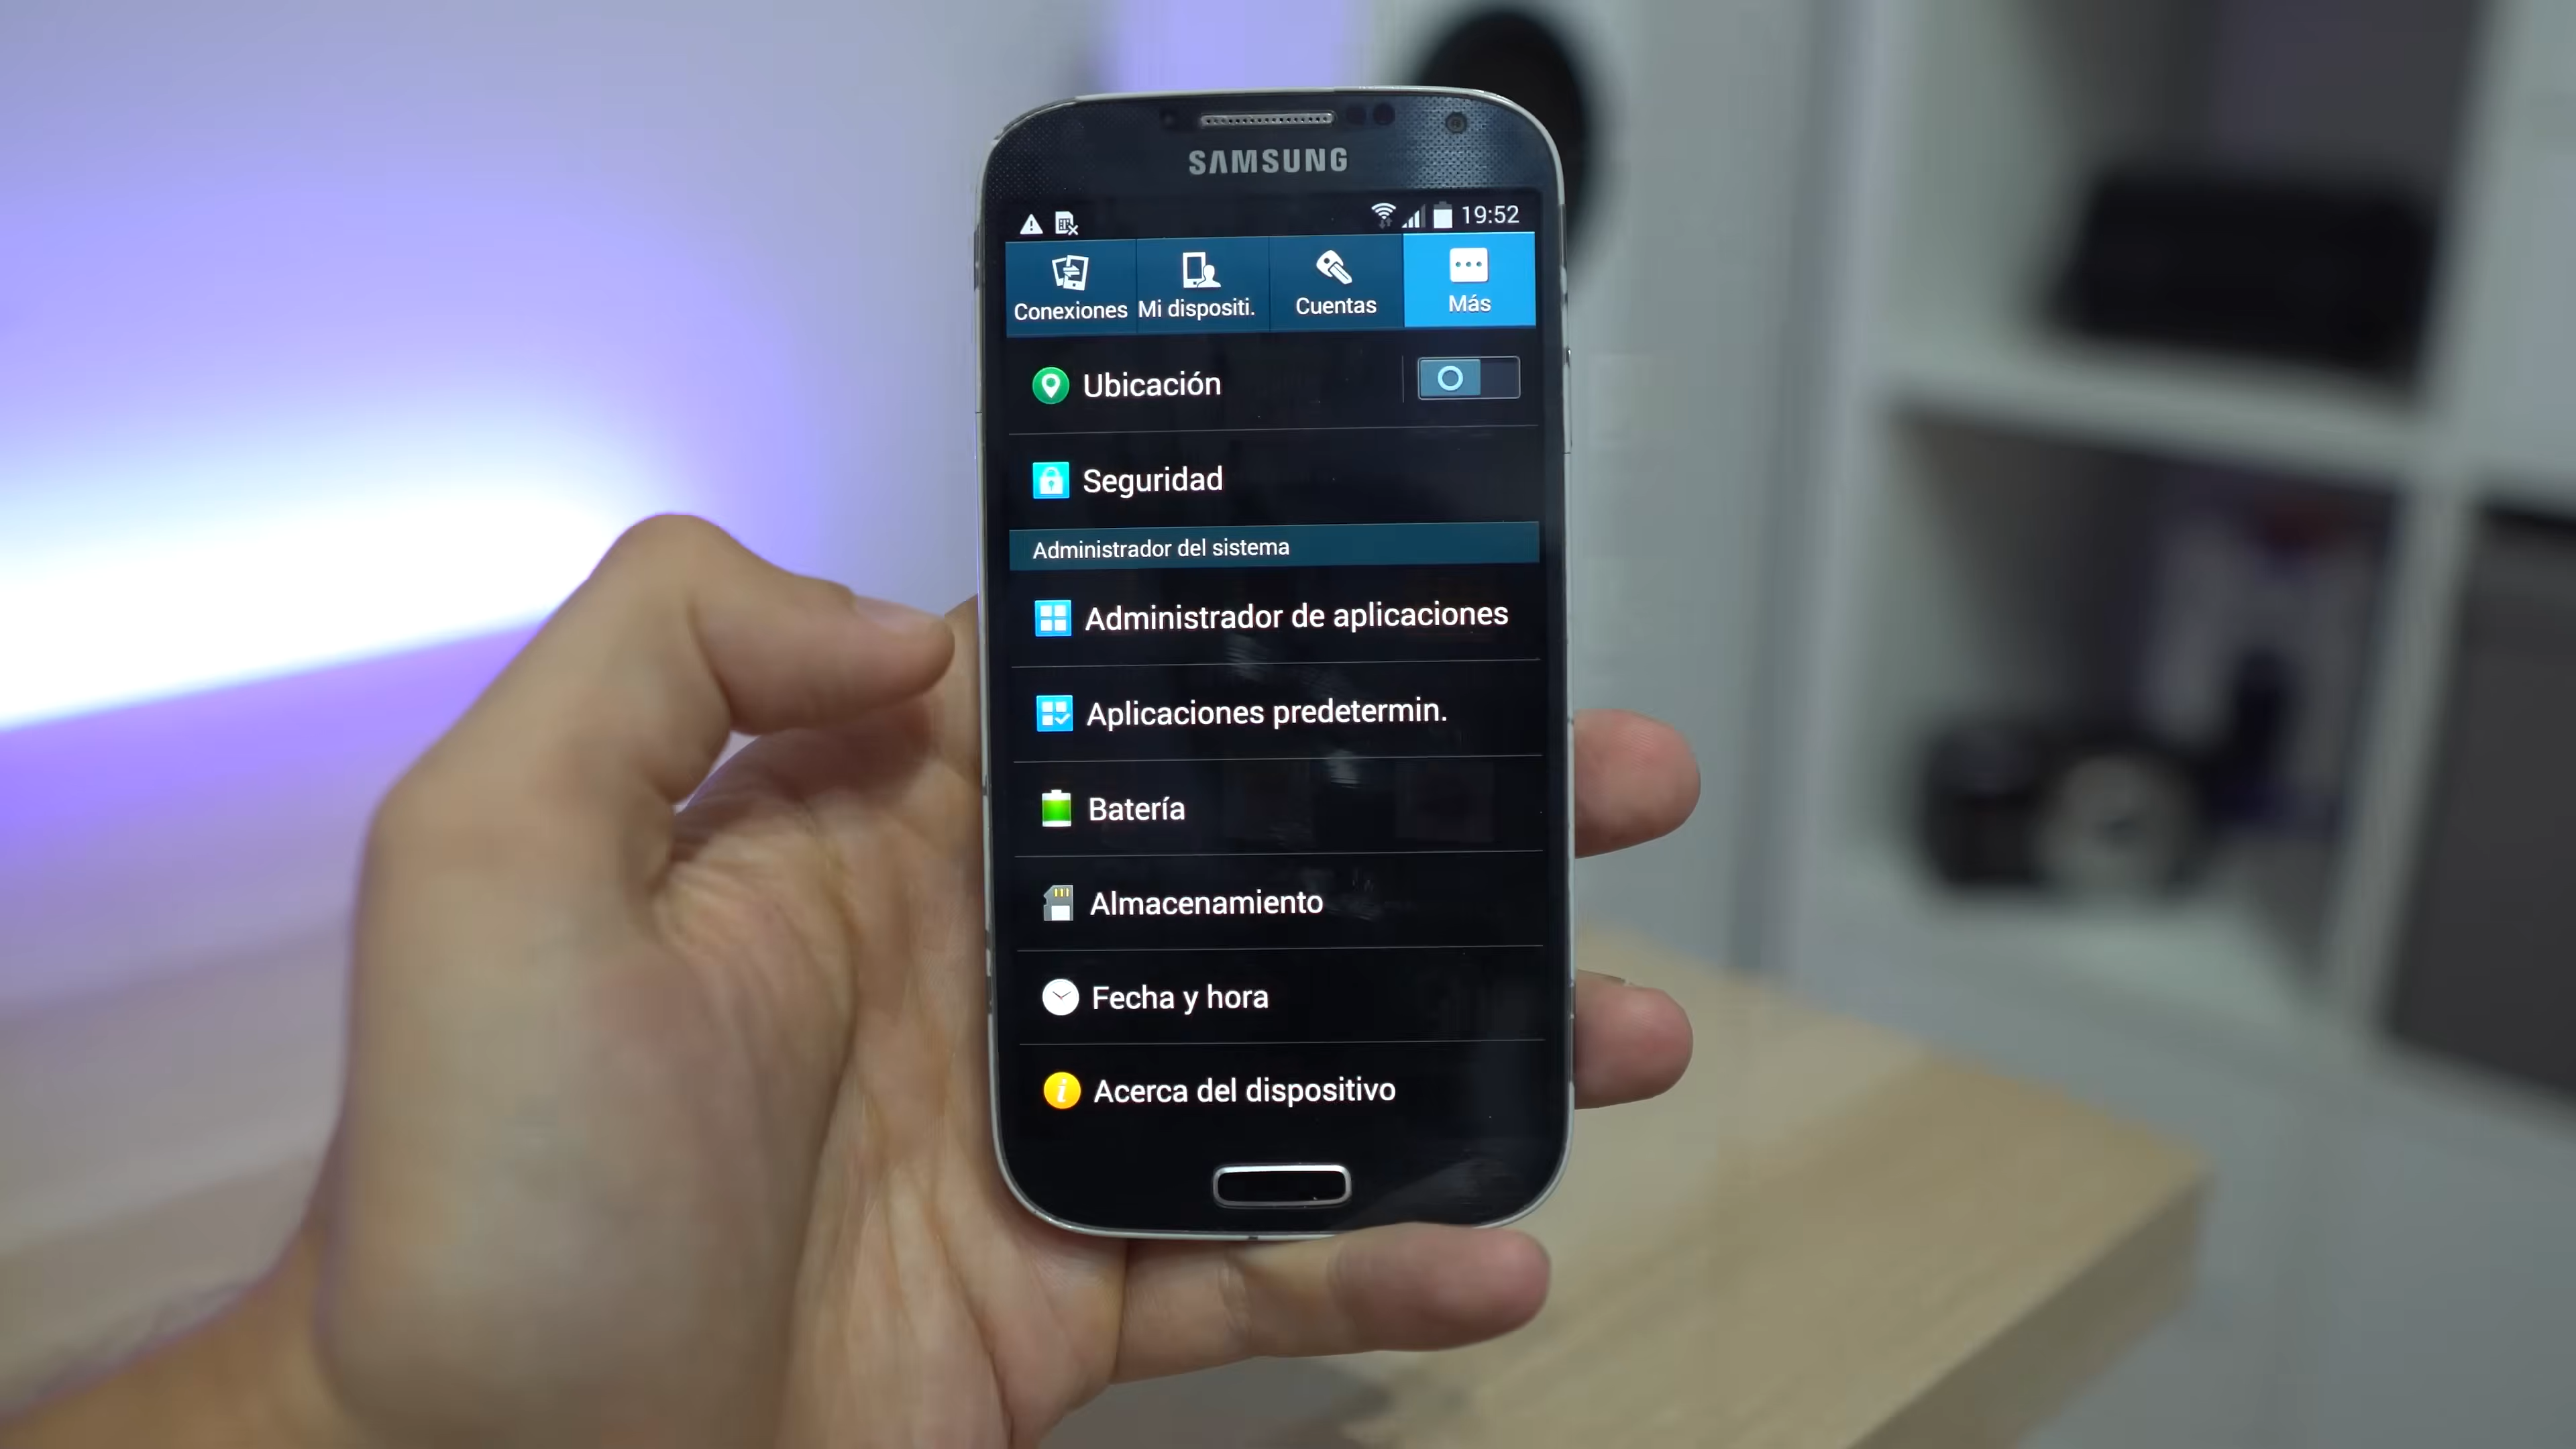 SAMSUNG
19:52
Conexiones
Mi dispositi.
Cuentas
Más
Ubicación
Seguridad
Administrador del sistema
Administrador de aplicaciones
Aplicaciones predetermin.
Batería
Almacenamiento
Fecha y hora
Acerca del dispositivo